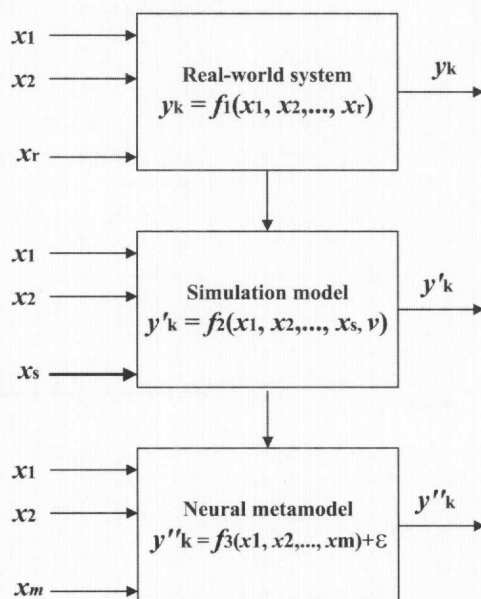 x1
x2
xr
Real-world system
yk = f1(x1, x2,..., xr)
yk
x1
x2
xs
Simulation model
y'k = f2(x1, x2,..., xs, v)
y'k
x1
x2
xm
Neural metamodel
y''k = f3(x1, x2,..., xm)+ε
y''k